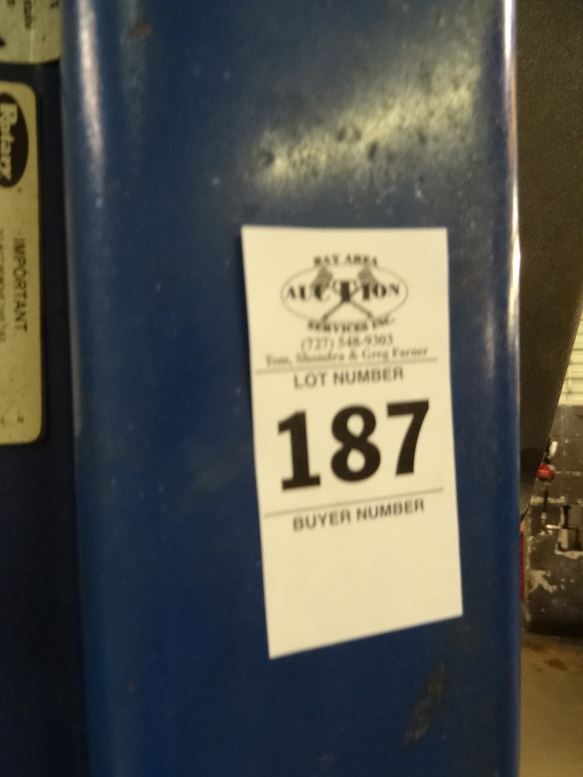 Rotary
IMPORTANT
BAY AREA
AUCTION
SERVICES INC.
(727) 548-9303
Tom, Shondra & Greg Farner
LOT NUMBER
187
BUYER NUMBER